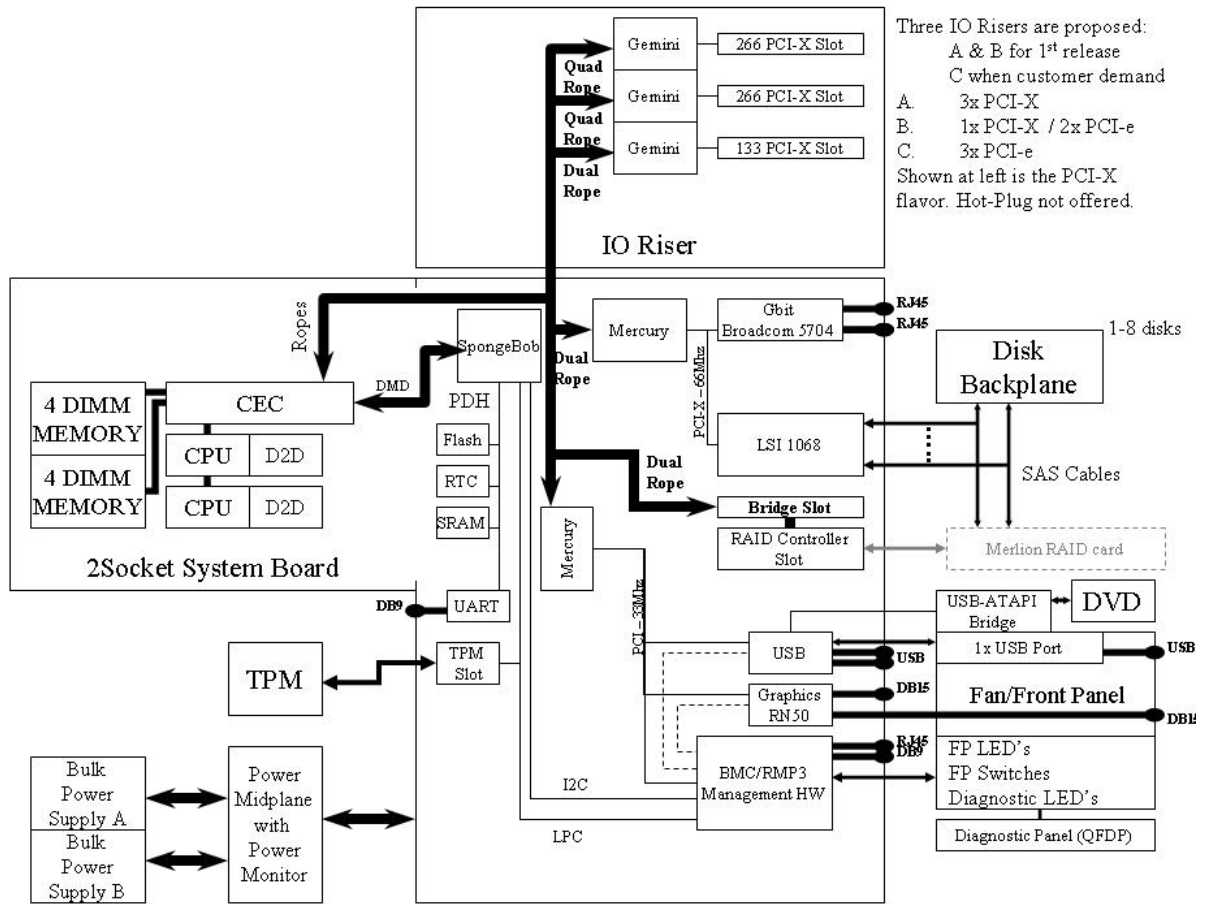 Gemini
266 PCI-X Slot
Quad
Rope
Gemini
266 PCI-X Slot
Quad
Rope
Gemini
133 PCI-X Slot
Dual
Rope
IO Riser
Three IO Risers are proposed:
A & B for 1st release
C when customer demand
A. 3x PCI-X
B. 1x PCI-X / 2x PCI-e
C. 3x PCI-e
Shown at left is the PCI-X
flavor. Hot-Plug not offered.
Ropes
SpongeBob
DMD
PDH
CEC
4 DIMM
MEMORY
4 DIMM
MEMORY
CPU
D2D
CPU
D2D
Flash
RTC
SRAM
2Socket System Board
Dual
Rope
Mercury
PCI-X – 66Mhz
Gbit
Broadcom 5704
RJ45
RJ45
LSI 1068
Disk
Backplane
1-8 disks
SAS Cables
Dual
Rope
Bridge Slot
RAID Controller
Slot
Merlion RAID card
Mercury
PCI – 33Mhz
DB9
UART
TPM
TPM
Slot
USB-ATAPI
Bridge
DVD
USB
USB
1x USB Port
USB
Graphics
RN50
DB15
Fan/Front Panel
DB15
BMC/RMP3
Management HW
RJ45
DB9
FP LED's
FP Switches
Diagnostic LED's
Diagnostic Panel (QFDP)
I2C
LPC
Bulk
Power
Supply A
Bulk
Power
Supply B
Power
Midplane
with
Power
Monitor